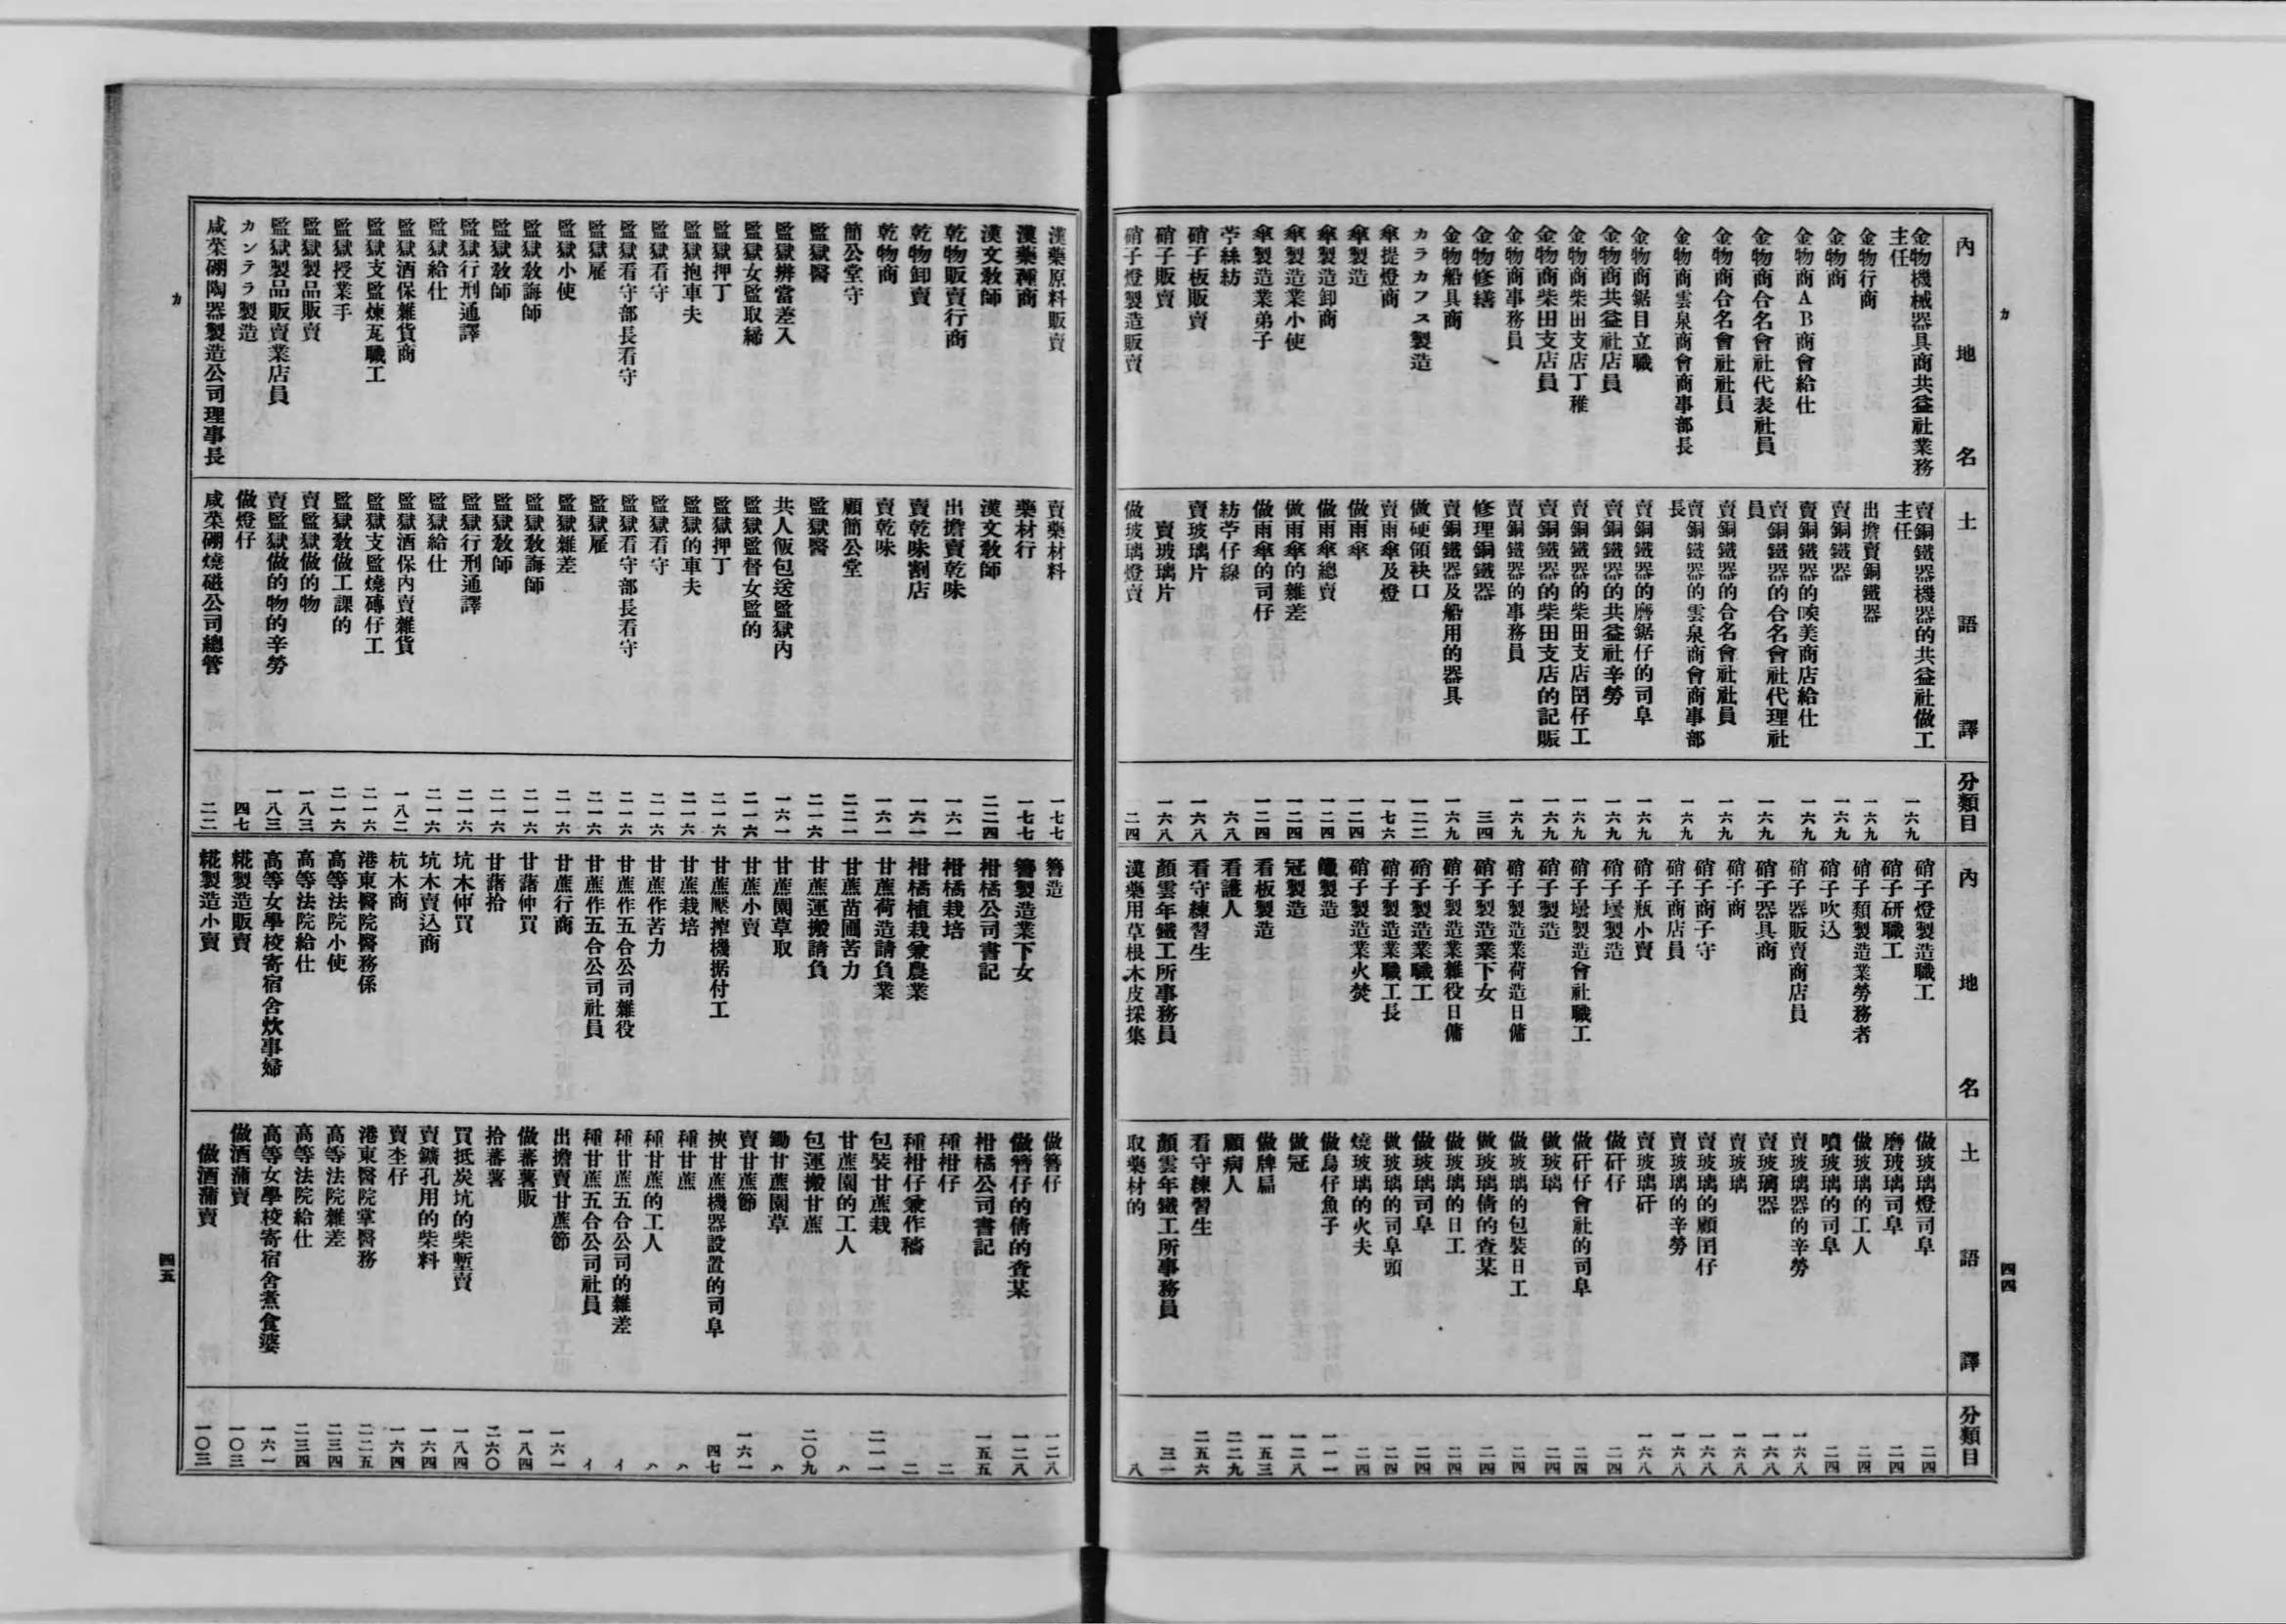 カ
四四
內地名 土語譯 分類目
金物機械器具商共益社業務主任 賣銅鐵器機器的共益社做工主任 一六九
金物行商 出擔賣銅鐵器 一六九
金物商 賣銅鐵器 一六九
金物商AB商會給仕 賣銅鐵器的唉美商店給仕 一六九
金物商合名會社代表社員 賣銅鐵器的合名會社代理社員 一六九
金物商合名會社社員 賣銅鐵器的合名會社社員 一六九
金物商雲泉商會商事部長 賣銅鐵器的雲泉商會商事部長 一六九
金物商鋸目立職 賣銅鐵器的磨鋸仔的司阜 一六九
金物商共益社店員 賣銅鐵器的共益社辛勞 一六九
金物商柴田支店丁稚 賣銅鐵器的柴田支店囝仔工 一六九
金物商柴田支店員 賣銅鐵器的柴田支店的記賬 一六九
金物商事務員 賣銅鐵器的事務員 一六九
金物修繕 修理銅鐵器 三四
金物船具商 賣銅鐵器及船用的器具 一六九
カラカフス製造 做硬領袂口 一二二
傘提燈商 賣雨傘及燈 一七六
傘製造 做雨傘 一二四
傘製造卸商 做雨傘總賣 一二四
傘製造業小使 做雨傘的雜差 一二四
傘製造業弟子 做雨傘的司仔 一二四
苧絲紡 紡苧仔線 六八
硝子板販賣 賣玻璃片 一六八
硝子販賣 賣玻璃片 一六八
硝子燈製造販賣 做玻璃燈賣 二四
內地名 土語譯 分類目
硝子燈製造職工 做玻璃燈司阜 二四
硝子研職工 磨玻璃司阜 二四
硝子類製造業勞務者 做玻璃的工人 二四
硝子吹込 噴玻璃的司阜 二四
硝子器販賣商店員 賣玻璃器的辛勞 一六八
硝子器具商 賣玻璃器 一六八
硝子商 賣玻璃 一六八
硝子商子守 賣玻璃的顧囝仔 一六八
硝子商店員 賣玻璃的辛勞 一六八
硝子瓶小賣 賣玻璃矸 一六八
硝子壜製造 做矸仔 二四
硝子壜製造會社職工 做矸仔會社的司阜 二四
硝子製造 做玻璃 二四
硝子製造業荷造日傭 做玻璃的包裝日工 二四
硝子製造業下女 做玻璃倩的查某 二四
硝子製造業雜役日傭 做玻璃的日工 二四
硝子製造業職工 做玻璃司阜 二四
硝子製造業職工長 做玻璃的司阜頭 二四
硝子製造業火焚 燒玻璃的火夫 二四
製造 做烏仔魚子 一一一
冠製造 做冠 一二八
看板製造 做牌扁 一五三
看護人 顧病人 二二九
看守練習生 看守練習生 二五六
顏雲年鐵工所事務員 顏雲年鐵工所事務員 三一
漢藥用草根木皮採集 取藥材的 八
カ
四五
漢藥原料販賣 賣藥材料 一七七
漢藥種商 藥材行 一七七
漢文敎師 漢文敎師 二二四
乾物販賣行商 出擔賣乾味 一六一
乾物卸賣 賣乾味割店 一六一
乾物商 賣乾味 一六一
簡公堂守 顧簡公堂 二二一
監獄醫 監獄醫 二一六
監獄辨當差入 共人飯包送監獄內 一六一
監獄女監取締 監獄監督女監的 二一六
監獄押丁 監獄押丁 二一六
監獄抱車夫 監獄的車夫 二一六
監獄看守 監獄看守 二一六
監獄看守部長看守 監獄看守部長看守 二一六
監獄雇 監獄雇 二一六
監獄小使 監獄雜差 二一六
監獄敎誨師 監獄敎誨師 二一六
監獄敎師 監獄敎師 二一六
監獄行刑通譯 監獄行刑通譯 二一六
監獄給仕 監獄給仕 二一六
監獄酒保雜貨商 監獄酒保內賣雜貨 一八二
監獄支監煉瓦職工 監獄支監燒磚仔工 二一六
監獄授業手 監獄敎做工課的 二一六
監獄製品販賣 賣監獄做的物 一八三
監獄製品販賣業店員 賣監獄做的物的辛勞 一八三
カンテラ製造 做燈仔 四七
咸菜硼陶器製造公司理事長 咸菜硼燒磁公司總管 二二
簪造 做簪仔 一二八
簪製造業下女 做簪仔的倩的查某 一二八
柑橘公司書記 柑橘公司書記 一五五
柑橘栽培 種柑仔 二
柑橘植栽兼農業 種柑仔兼作穡 二
甘蔗荷造請負業 包裝甘蔗栽 二一一
甘蔗苗圃苦力 甘蔗園的工人 ハ
甘蔗運搬請負 包運搬甘蔗 二〇九
甘蔗園草取 鋤甘蔗園草 ハ
甘蔗小賣 賣甘蔗節 一六一
甘蔗壓搾機据付工 挾甘蔗機器設置的司阜 四七
甘蔗栽培 種甘蔗 ハ
甘蔗作苦力 種甘蔗的工人 ハ
甘蔗作五合公司雜役 種甘蔗五合公司的雜差 イ
甘蔗作五合公司社員 種甘蔗五合公司社員 イ
甘蔗行商 出擔賣甘蔗節 一六一
甘藷仲買 做蕃薯販 一八四
甘藷拾 拾蕃薯 二六〇
坑木仲買 買抵炭坑的柴塹賣 一八四
坑木賣込商 賣鑛孔用的柴料 一六四
杭木商 賣杢仔 一六四
港東醫院醫務係 港東醫院掌醫務 二二五
高等法院小使 高等法院雜差 二三四
高等法院給仕 高等法院給仕 二三四
高等女學校寄宿舍炊事婦 高等女學校寄宿舍煮食婆 一六一
糀製造販賣 做酒蒲賣 一〇三
糀製造小賣 做酒蒲賣 一〇三